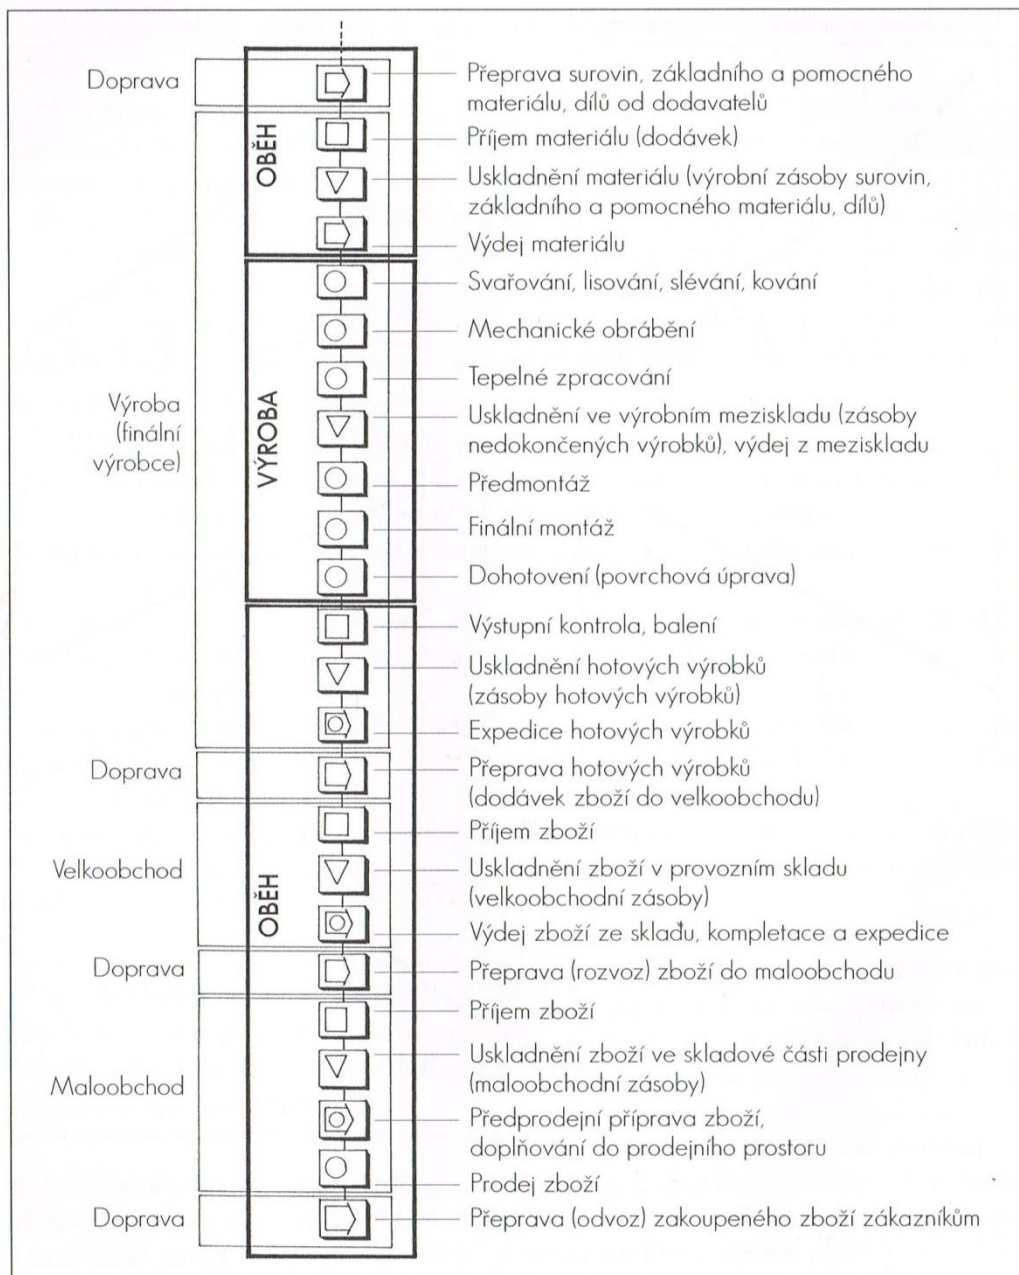 Doprava
Přeprava surovin, základního a pomocného
materiálu, dílů od dodavatelů
OBĚH
Příjem materiálu (dodávek)
Uskladnění materiálu (výrobní zásoby surovin,
základního a pomocného materiálu, dílů)
Výdej materiálu
Výroba
(finální
výrobce)
VÝROBA
Svařování, lisování, slévání, kování
Mechanické obrábění
Tepelné zpracování
Uskladnění ve výrobním meziskladu (zásoby
nedokončených výrobků), výdej z meziskladu
Předmontáž
Finální montáž
Dohotovení (povrchová úprava)
Výstupní kontrola, balení
Uskladnění hotových výrobků
(zásoby hotových výrobků)
Expedice hotových výrobků
Doprava
Přeprava hotových výrobků
(dodávek zboží do velkoobchodu)
OBĚH
Velkoobchod
Příjem zboží
Uskladnění zboží v provozním skladu
(velkoobchodní zásoby)
Výdej zboží ze skladu, kompletace a expedice
Doprava
Přeprava (rozvoz) zboží do maloobchodu
Maloobchod
Příjem zboží
Uskladnění zboží ve skladové části prodejny
(maloobchodní zásoby)
Předprodejní příprava zboží,
doplňování do prodejního prostoru
Prodej zboží
Doprava
Přeprava (odvoz) zakoupeného zboží zákazníkům